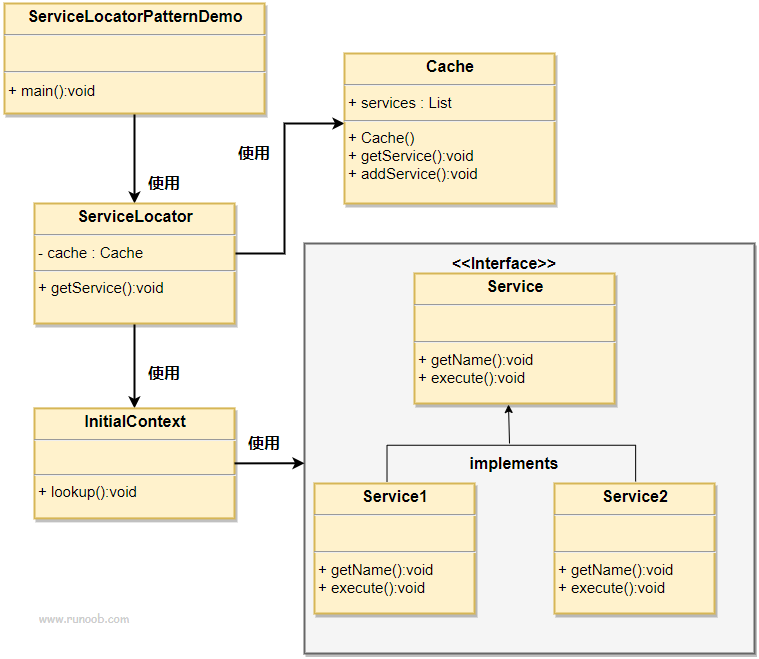 ServiceLocatorPatternDemo
+ main():void
使用
Cache
+ services : List
+ Cache()
+ getService():void
+ addService():void
使用
ServiceLocator
- cache : Cache
+ getService():void
使用
InitialContext
+ lookup():void
使用
<<Interface>>
Service
+ getName():void
+ execute():void
implements
Service1
+ getName():void
+ execute():void
Service2
+ getName():void
+ execute():void
www.runoob.com